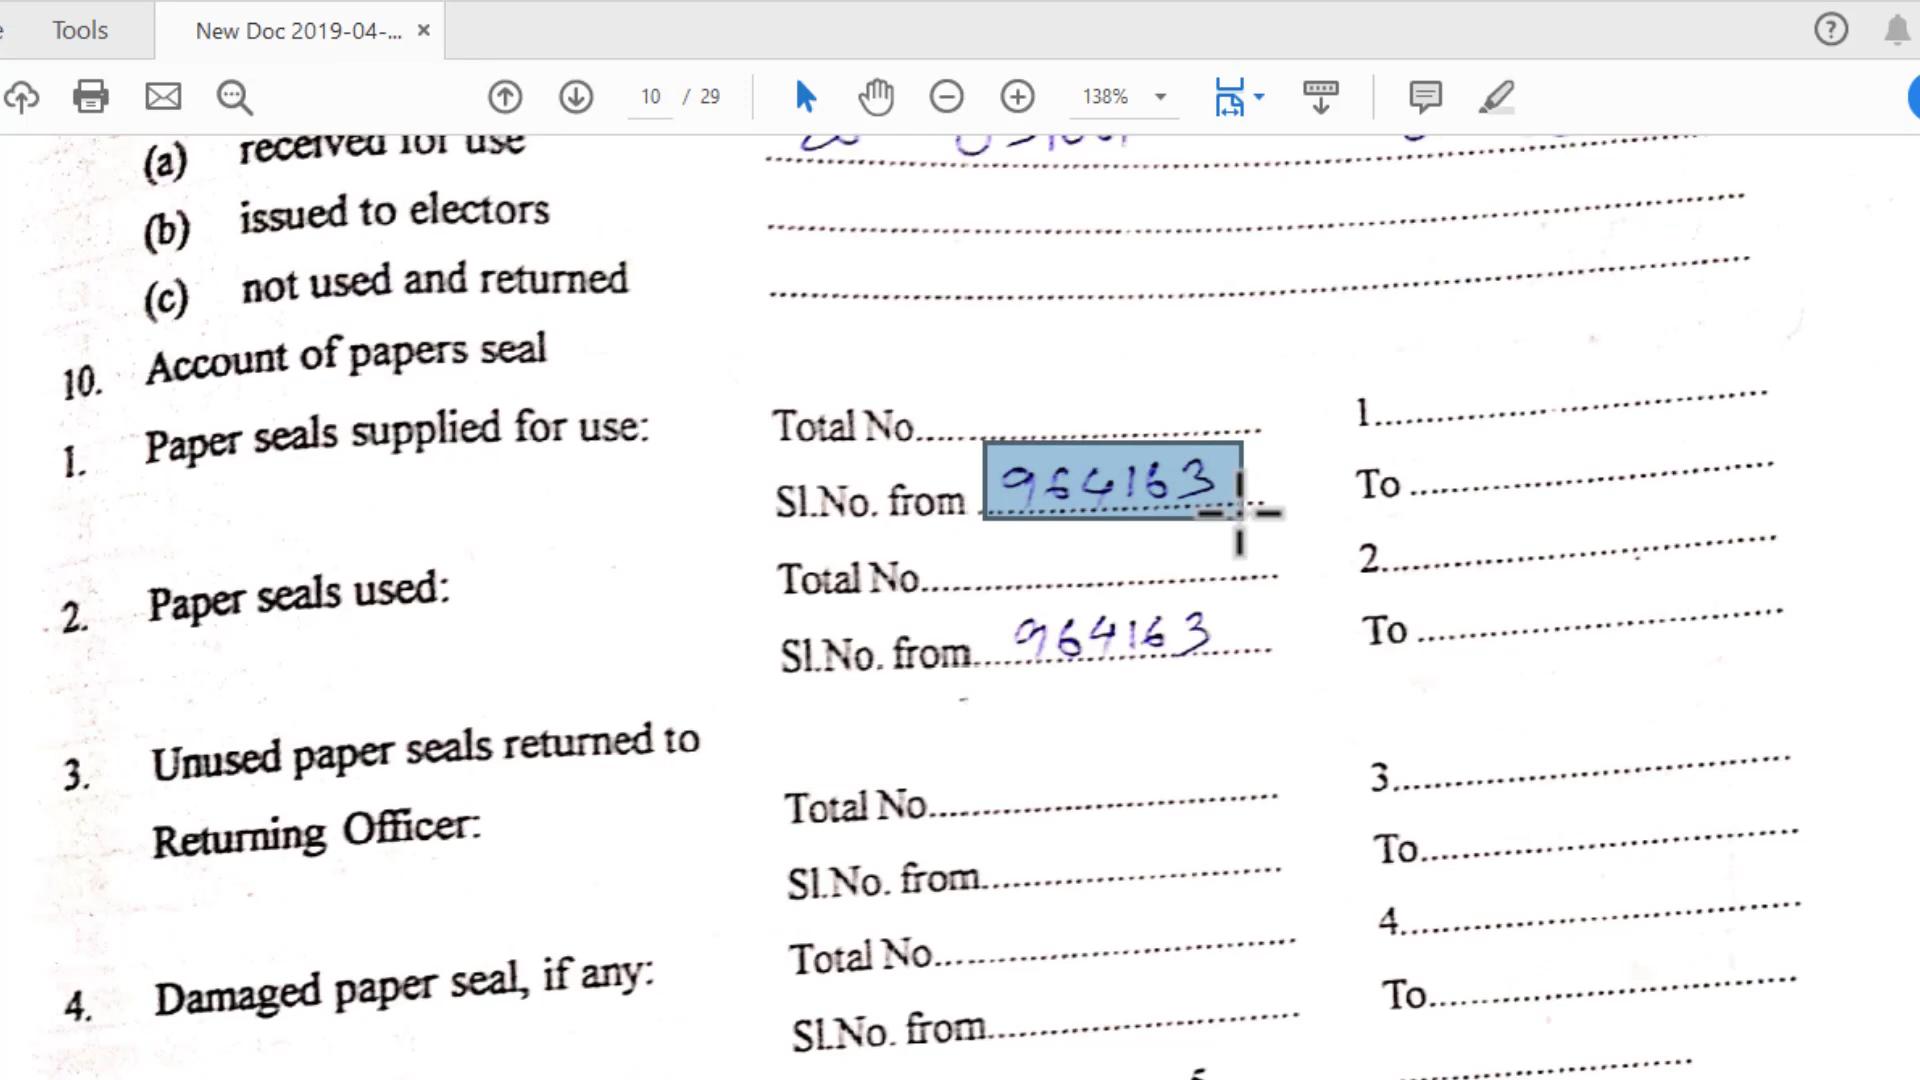 Tools
New Doc 2019-04-...
10 / 29
138%
(a) received for use
(b) issued to electors
(c) not used and returned
10. Account of papers seal
1. Paper seals supplied for use: Total No.............. 1..............
Sl.No. from 964163 To ..............
2. Paper seals used: Total No.............. 2..............
Sl.No. from 964163 To ..............
3. Unused paper seals returned to
Returning Officer: Total No.............. 3..............
Sl.No. from.............. To..............
4. Damaged paper seal, if any: Total No.............. 4..............
Sl.No. from.............. To..............